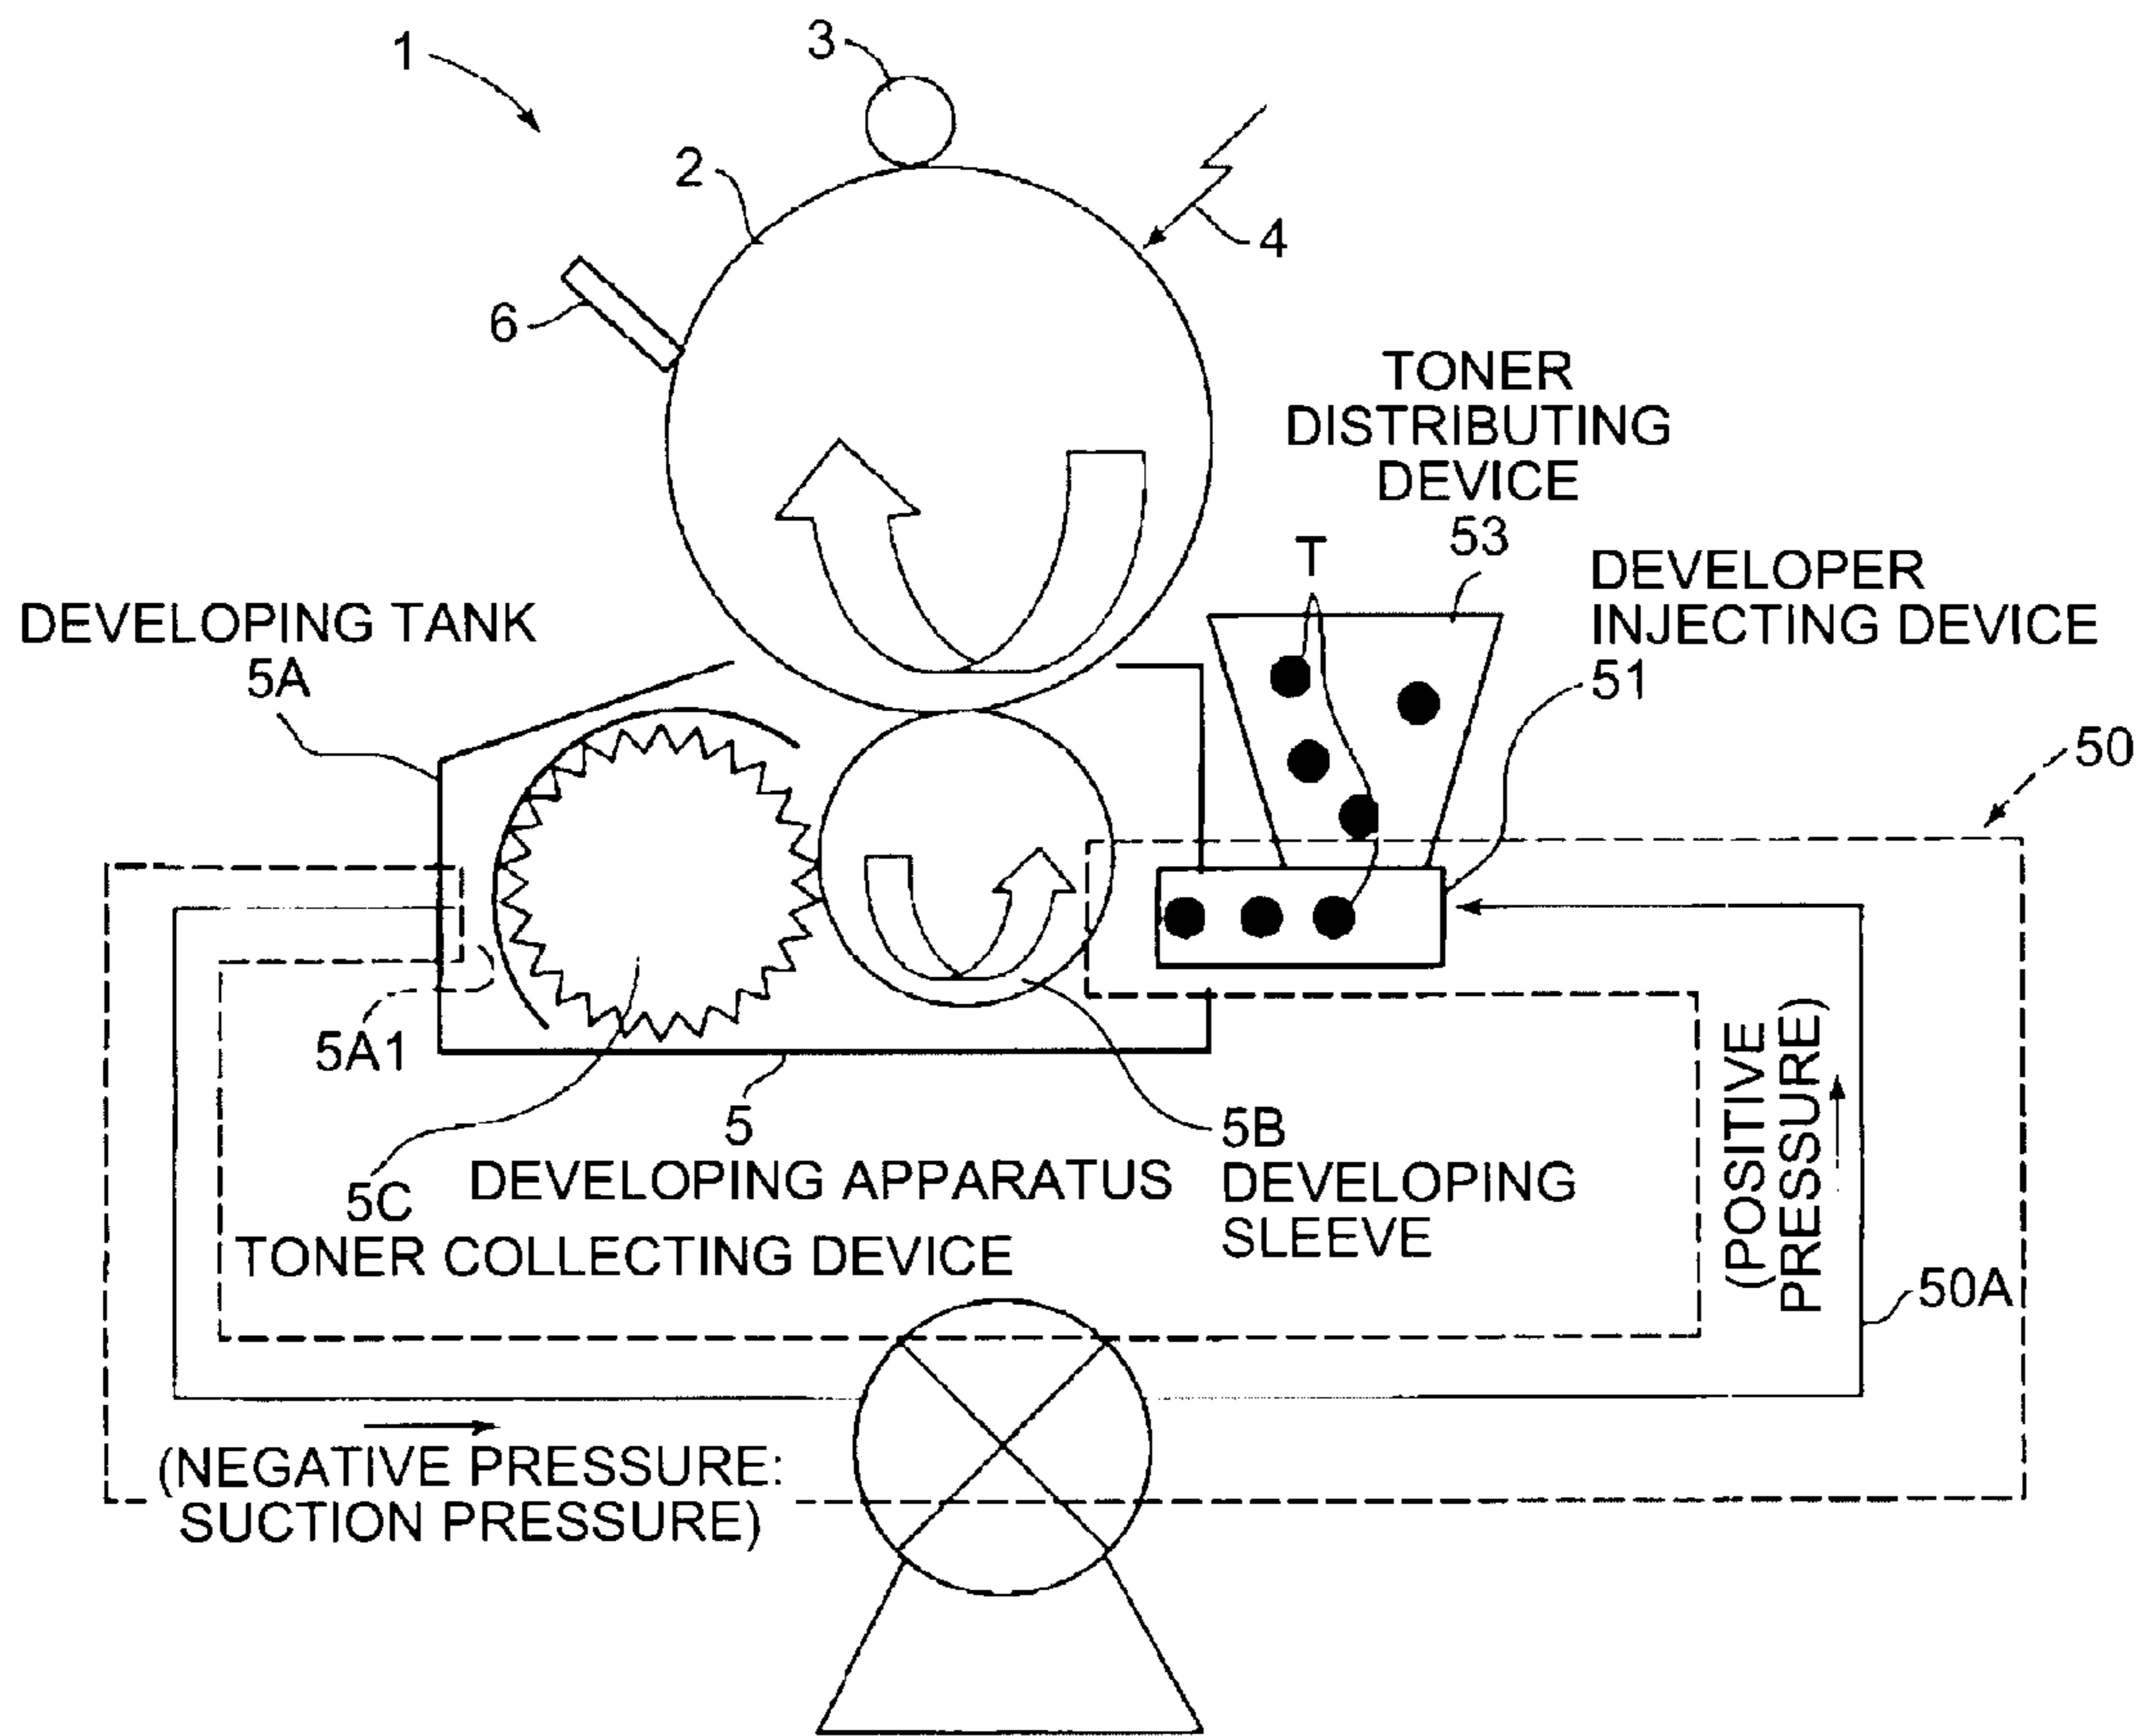 1
3
2
4
6
TONER
DISTRIBUTING
DEVICE
53
T
DEVELOPER
INJECTING DEVICE
51
DEVELOPING TANK
5A
50
5A1
5
DEVELOPING APPARATUS
5B
DEVELOPING
SLEEVE
5C
TONER COLLECTING DEVICE
(POSITIVE
PRESSURE)
50A
(NEGATIVE PRESSURE:
SUCTION PRESSURE)